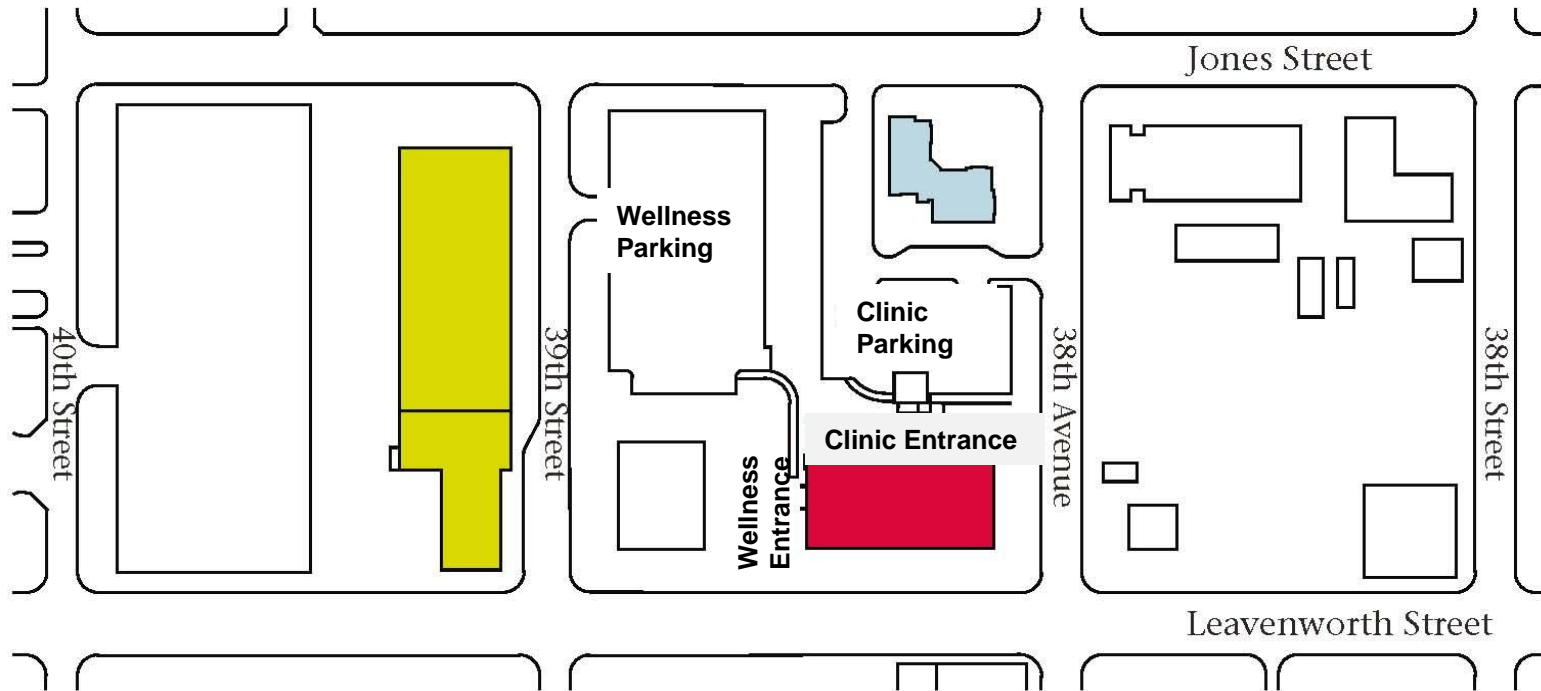 Jones Street
Wellness
Parking
Clinic
Parking
40th Street
39th Street
38th Avenue
38th Street
Clinic Entrance
Wellness
Entrance
Leavenworth Street